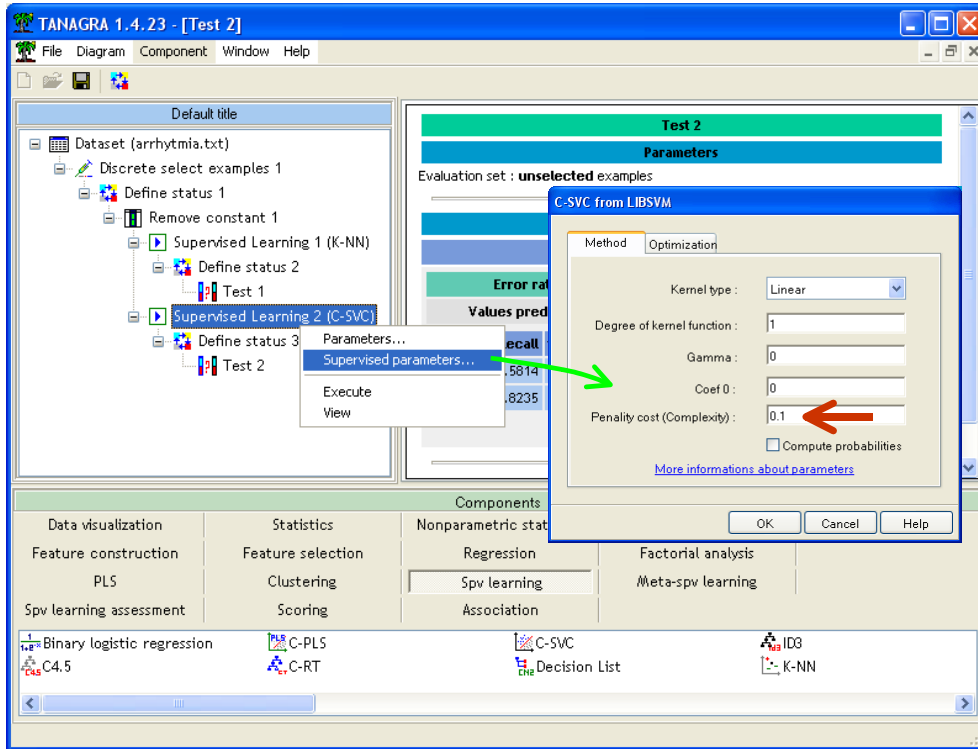 TANAGRA 1.4.23 - [Test 2]
File Diagram Component Window Help
Default title
Dataset (arrhytmia.txt)
Discrete select examples 1
Define status 1
Remove constant 1
Supervised Learning 1 (K-NN)
Define status 2
Test 1
Supervised Learning 2 (C-SVC)
Define status 3
Test 2
Parameters...
Supervised parameters...
Execute
View
Test 2
Parameters
Evaluation set : unselected examples
Error rat
Values pred
ecall
.5814
.8235
C-SVC from LIBSVM
Method Optimization
Kernel type : Linear
Degree of kernel function : 1
Gamma : 0
Coef 0 : 0
Penality cost (Complexity) : 0.1
Compute probabilities
More informations about parameters
OK Cancel Help
Components
Data visualization Statistics Nonparametric stat
Feature construction Feature selection Regression Factorial analysis
PLS Clustering Spv learning Meta-spv learning
Spv learning assessment Scoring Association
Binary logistic regression C-PLS C-SVC ID3
C4.5 C-RT Decision List K-NN